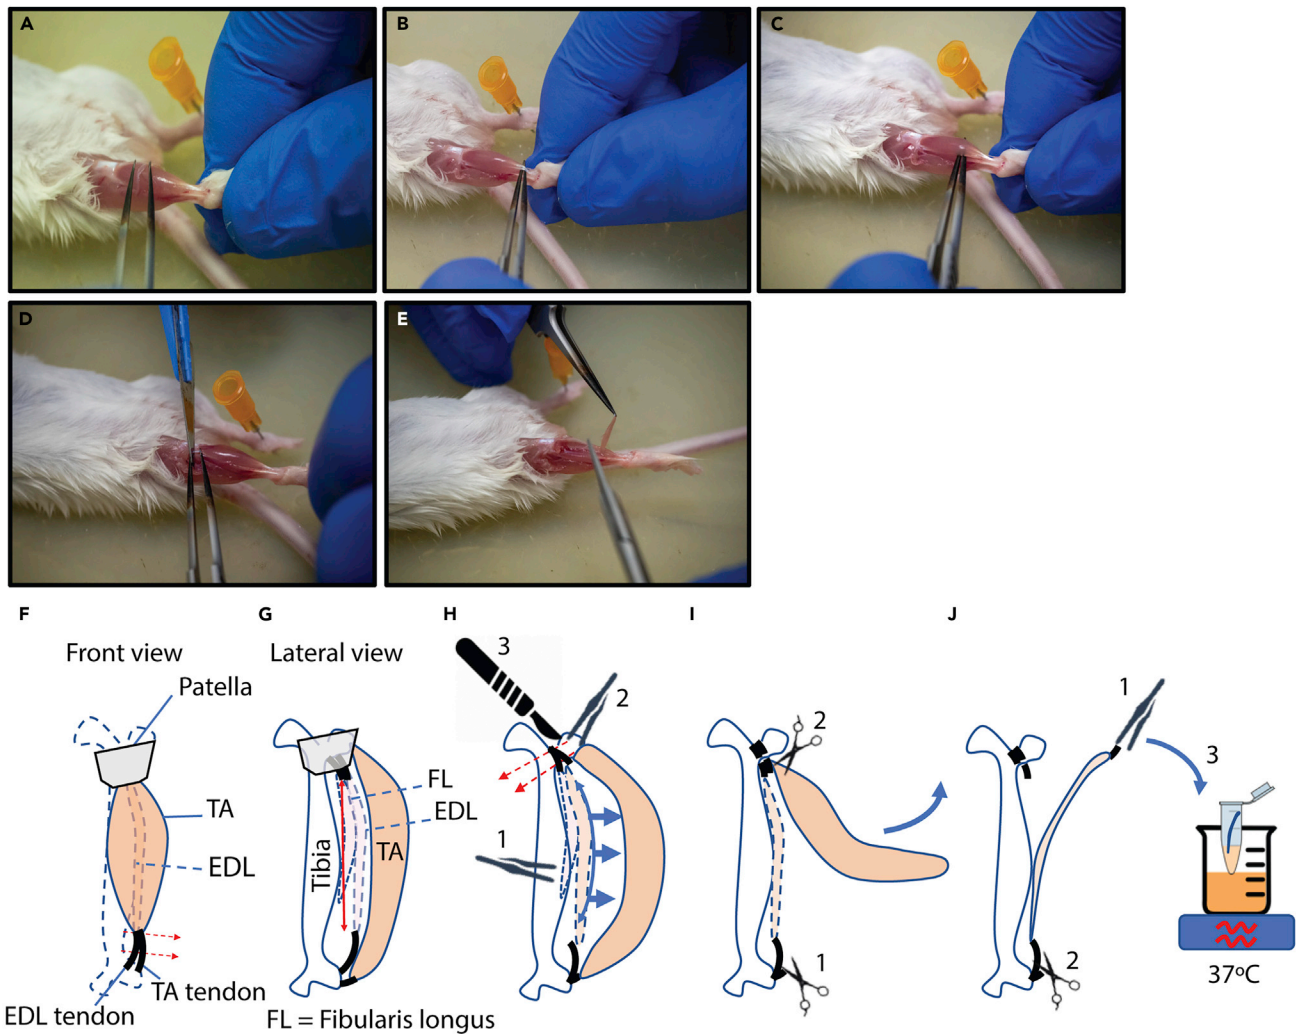 A
B
C
D
E
F
G
H
I
J
Front view
Patella
TA
EDL
TA tendon
EDL tendon
Lateral view
FL
EDL
TA
Tibia
FL = Fibularis longus
3
2
1
2
1
1
3
2
37ºC